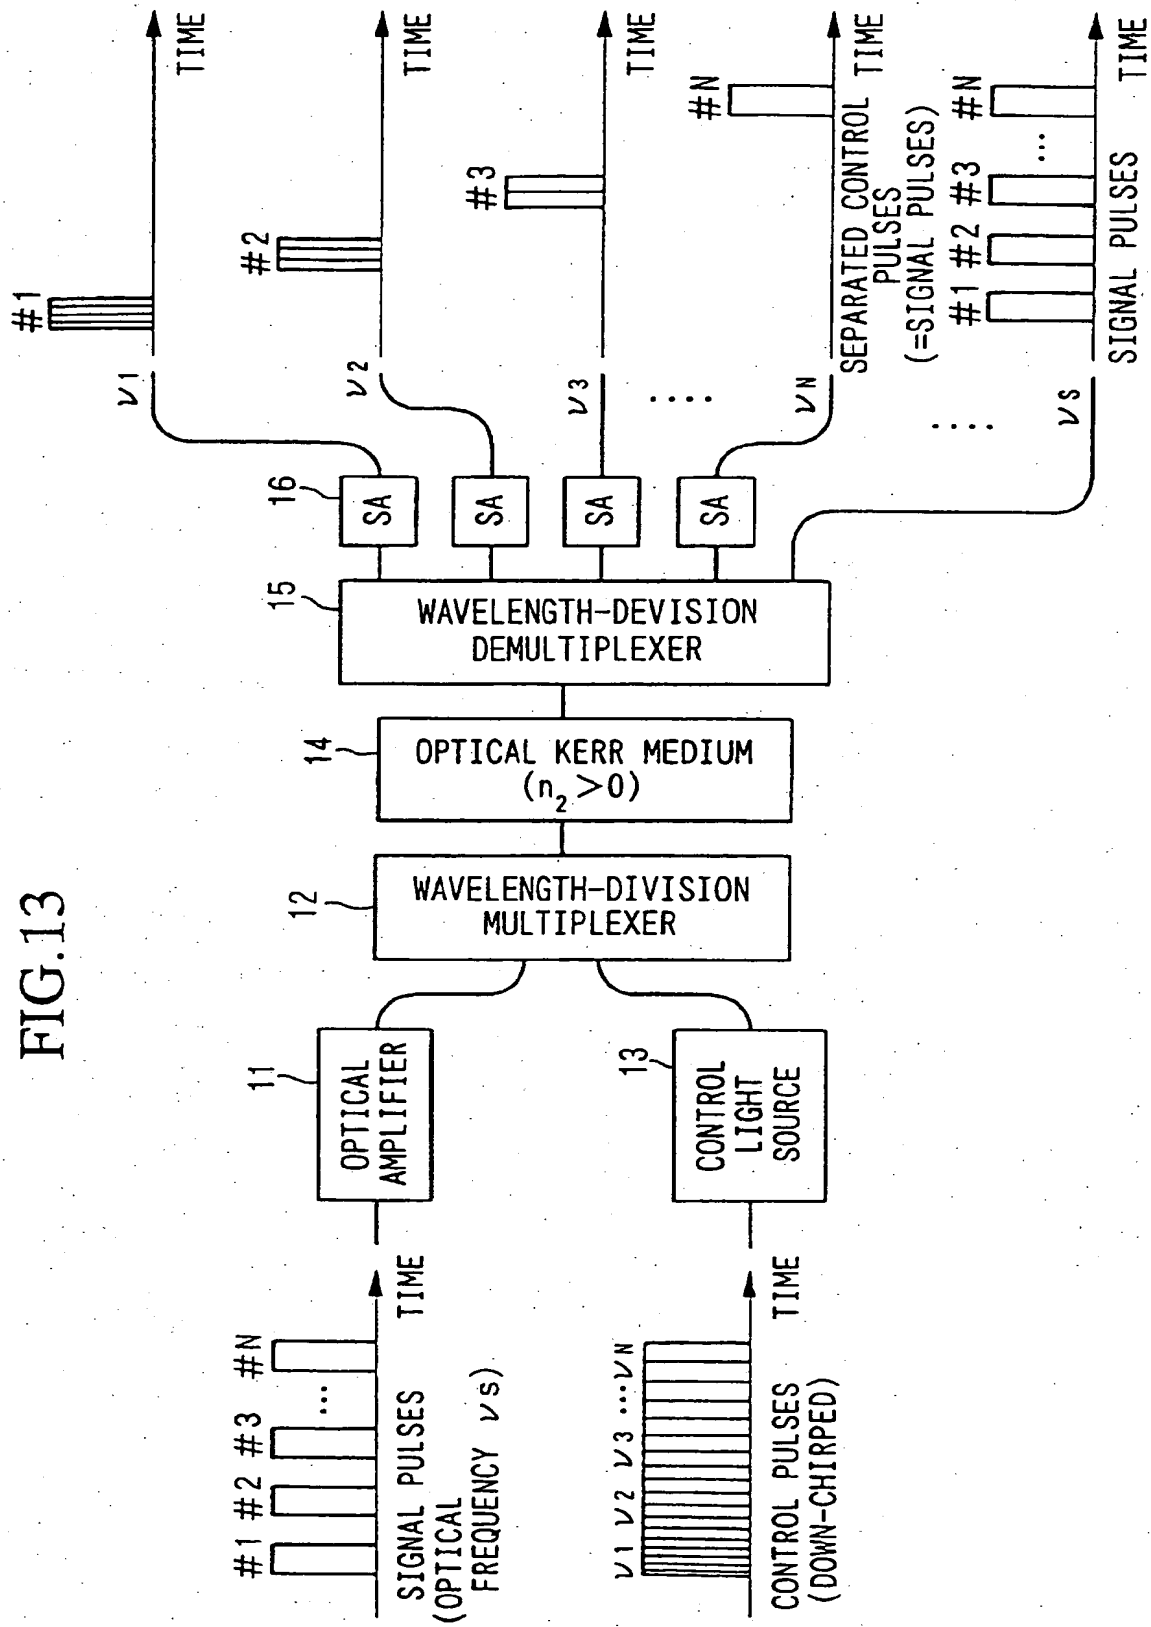 FIG.13
#1 #2 #3 ... #N
TIME
SIGNAL PULSES
(OPTICAL
FREQUENCY νs)
ν1 ν2 ν3 ...νN
TIME
CONTROL PULSES
(DOWN-CHIRPED)
11
OPTICAL
AMPLIFIER
13
CONTROL
LIGHT
SOURCE
12
WAVELENGTH-DIVISION
MULTIPLEXER
14
OPTICAL KERR MEDIUM
(n2>0)
15
WAVELENGTH-DEVISION
DEMULTIPLEXER
16
SA
SA
SA
SA
ν1
#1
TIME
ν2
#2
TIME
ν3
#3
TIME
....
νN
#N
TIME
SEPARATED CONTROL
PULSES
(=SIGNAL PULSES)
....
νS
#1 #2 #3 ... #N
TIME
SIGNAL PULSES